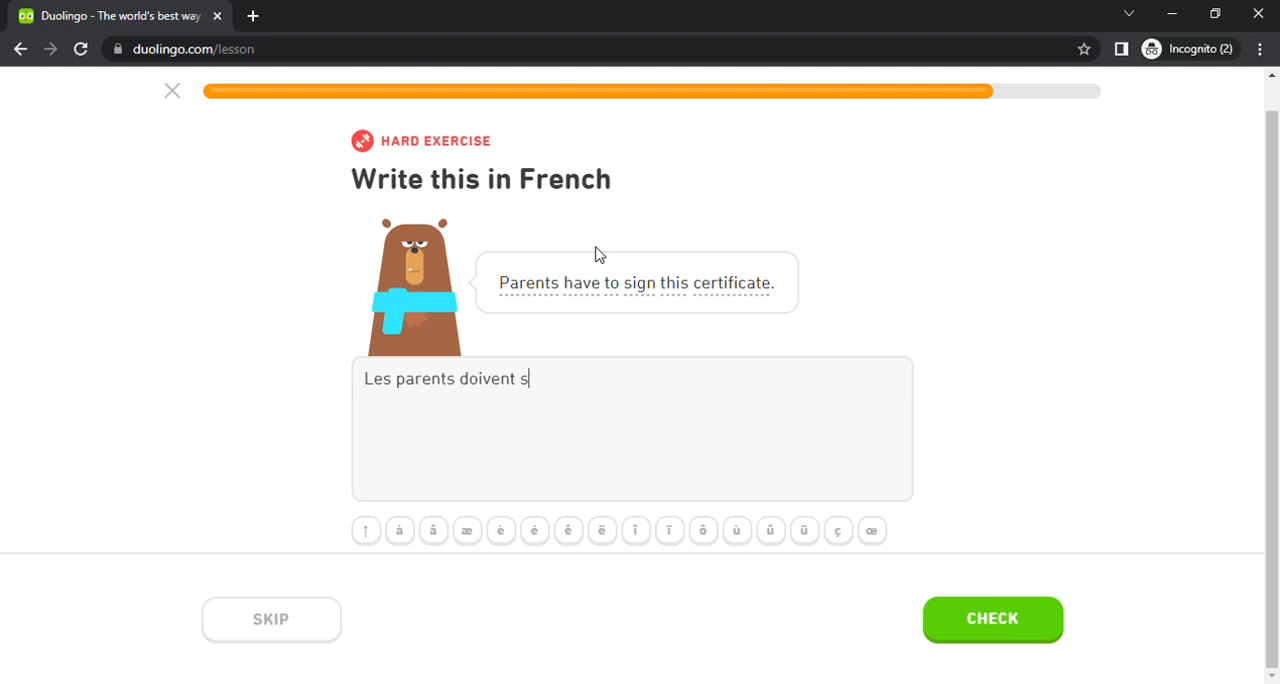 Duolingo - The world's best way
duolingo.com/lesson
Incognito (2)
HARD EXERCISE
Write this in French
Parents have to sign this certificate.
Les parents doivent s
↑ à â æ è é ê ë î ï ô ù û ü ç œ
SKIP
CHECK